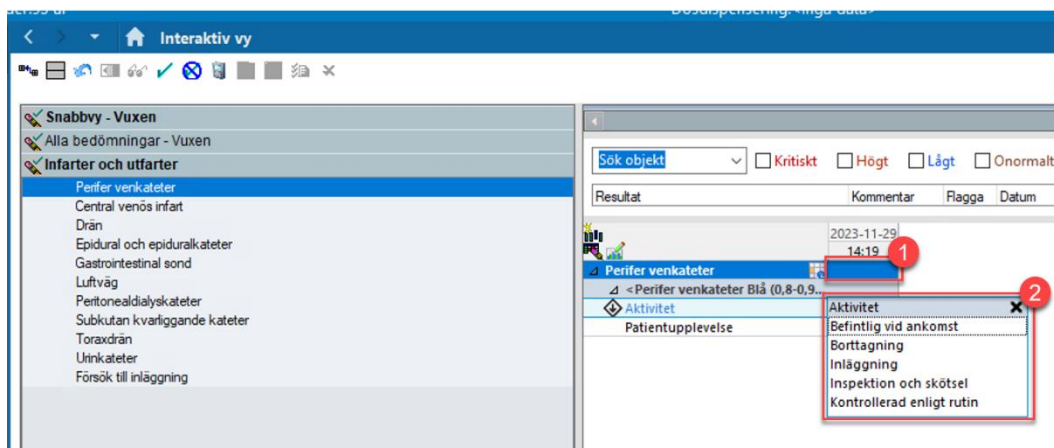 Interaktiv vy
Snabbvy - Vuxen
Alla bedömningar - Vuxen
Infarter och utfarter
Perifer venkateter
Central venös infart
Drän
Epidural och epiduralkateter
Gastrointestinal sond
Luftväg
Peritonealdialyskateter
Subkutan kvarliggande kateter
Toraxdrän
Urinkateter
Försök till inläggning
Sök objekt Kritiskt Högt Lågt Onormalt
Resultat Kommentar Flagga Datum
2023-11-29
14:19
1
Perifer venkateter
<Perifer venkateter Blå (0,8-0,9...
2
Aktivitet
Patientupplevelse
Aktivitet
Befintlig vid ankomst
Borttagning
Inläggning
Inspektion och skötsel
Kontrollerad enligt rutin